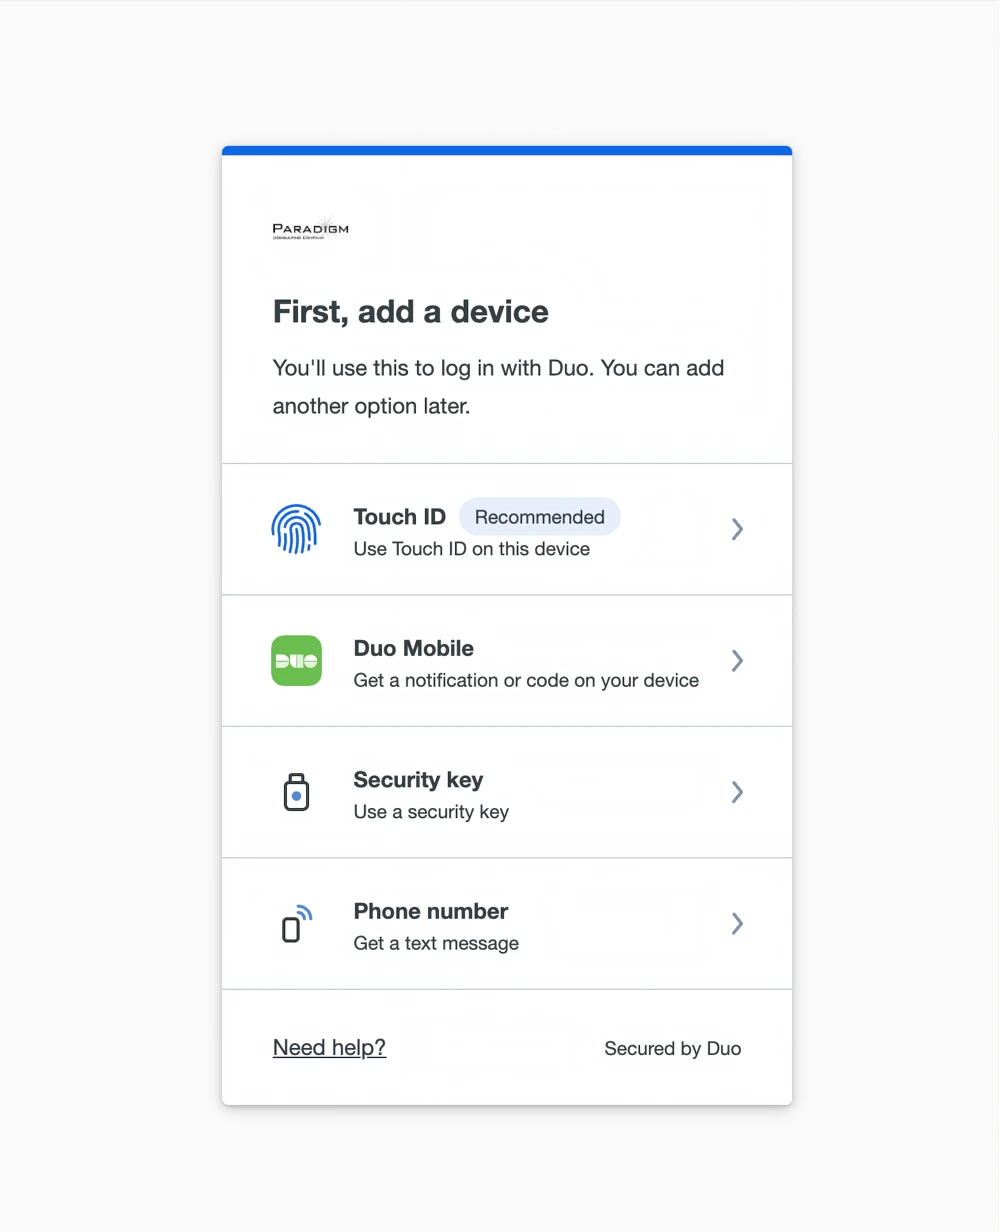 PARADIGM
CONSULTING COMPANY
First, add a device
You'll use this to log in with Duo. You can add
another option later.
Touch ID Recommended
Use Touch ID on this device
DUO
Duo Mobile
Get a notification or code on your device
Security key
Use a security key
Phone number
Get a text message
Need help? Secured by Duo